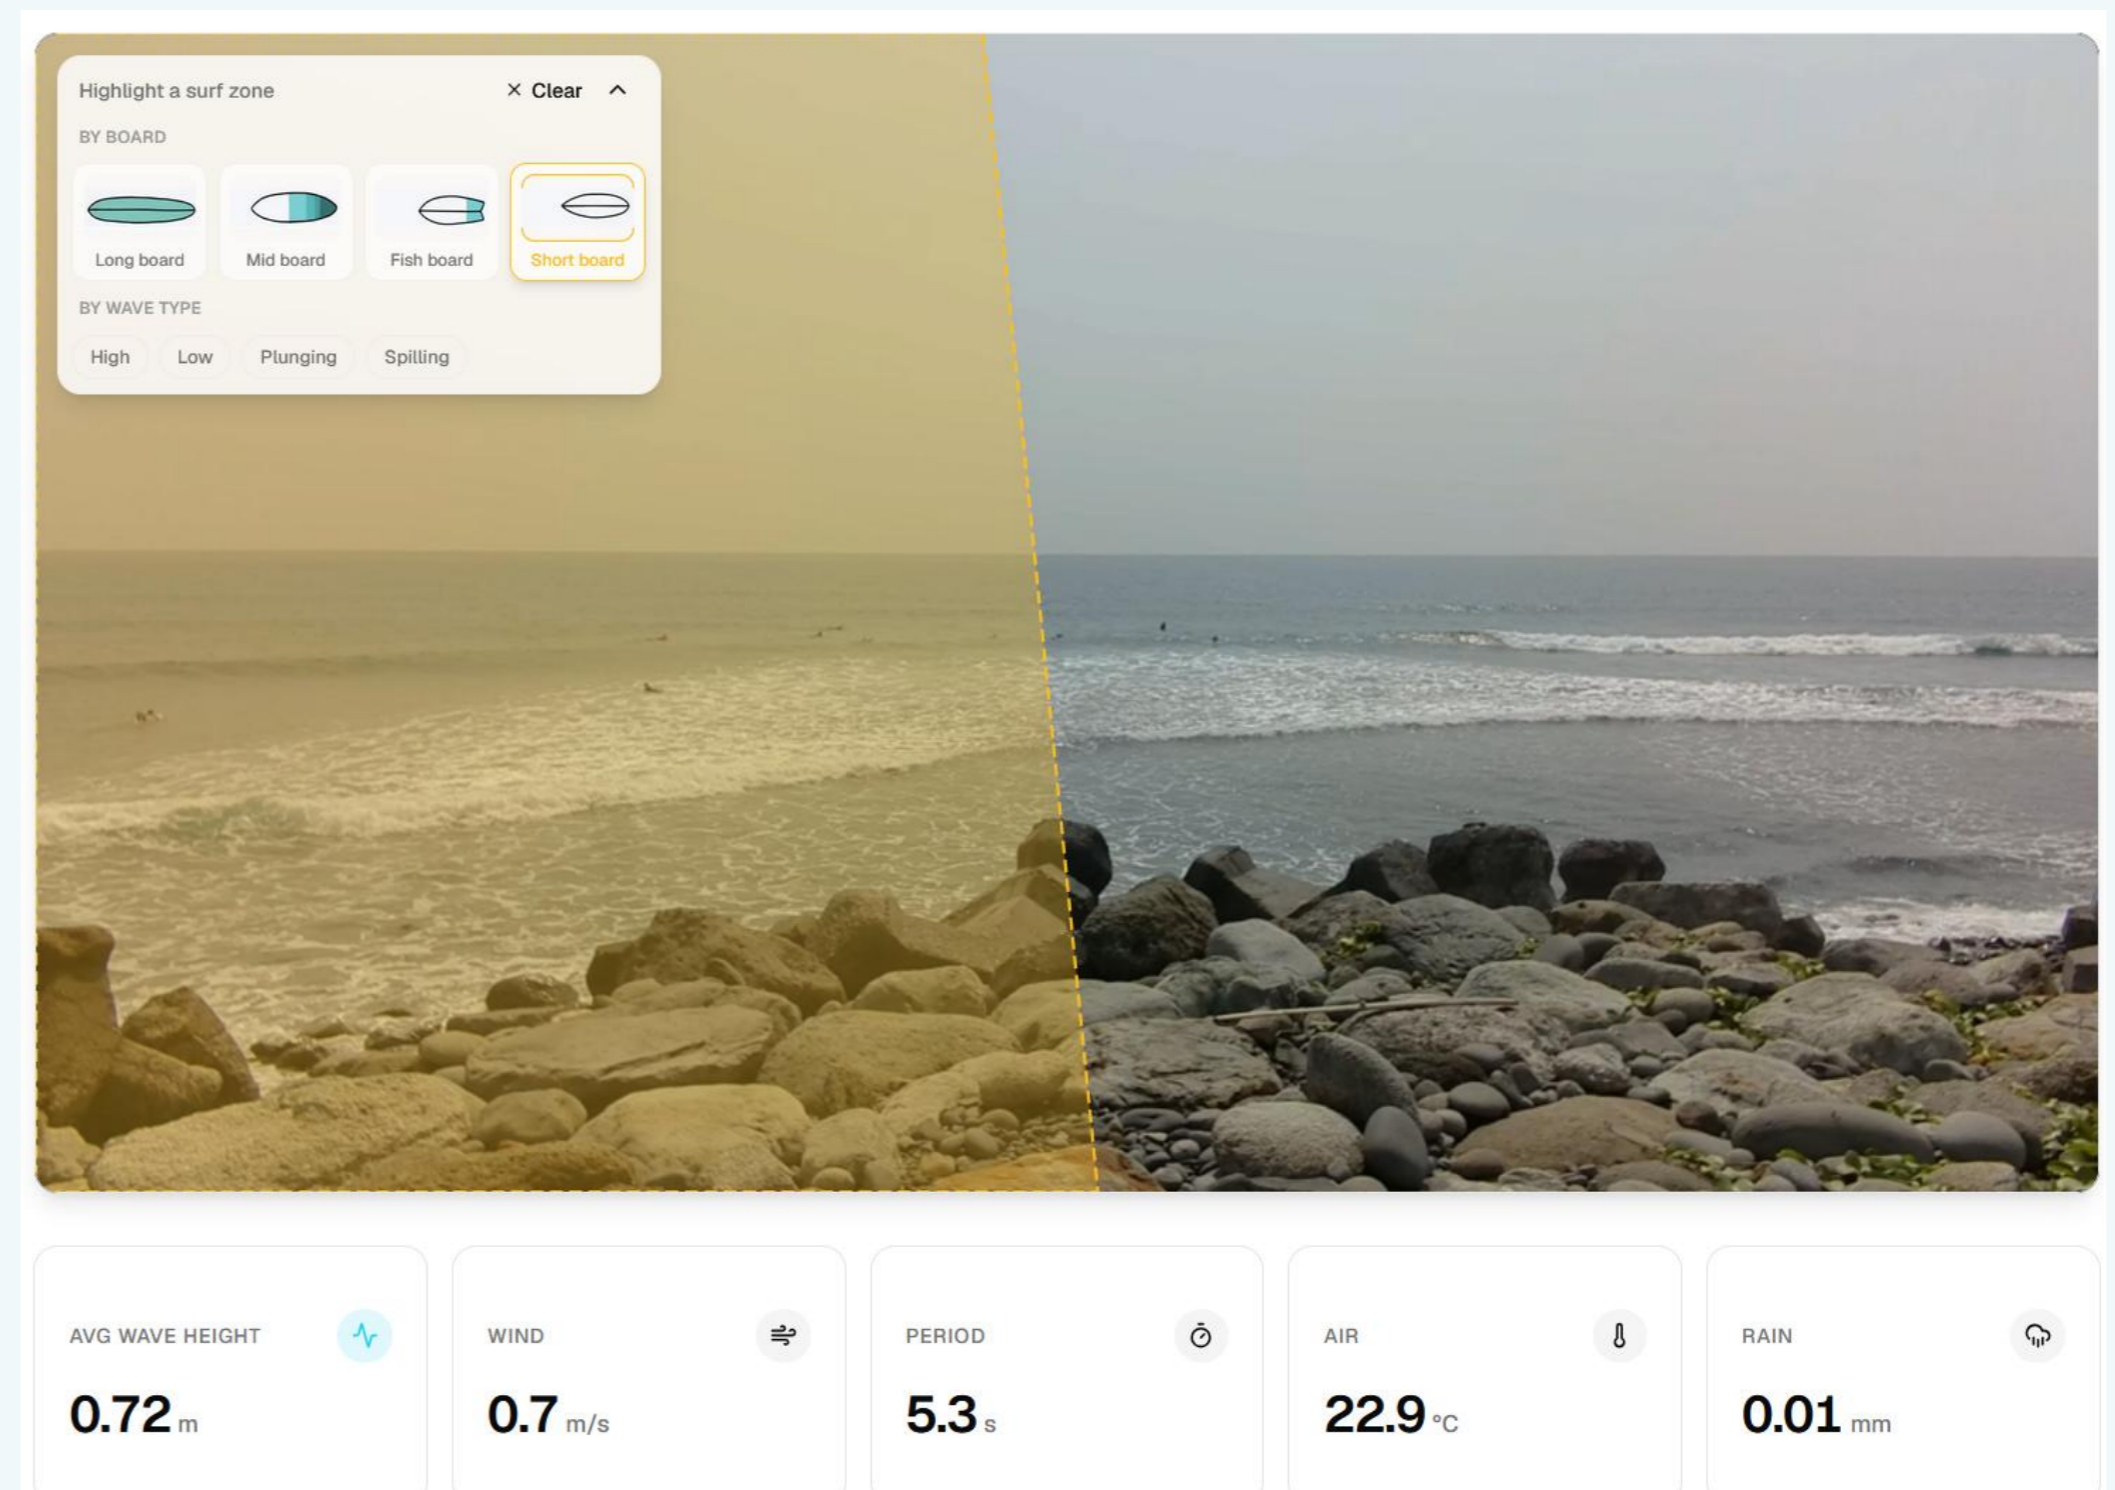 Highlight a surf zone
Clear
BY BOARD
Long board
Mid board
Fish board
Short board
BY WAVE TYPE
High
Low
Plunging
Spilling
AVG WAVE HEIGHT
0.72 m
WIND
0.7 m/s
PERIOD
5.3 s
AIR
22.9 °C
RAIN
0.01 mm